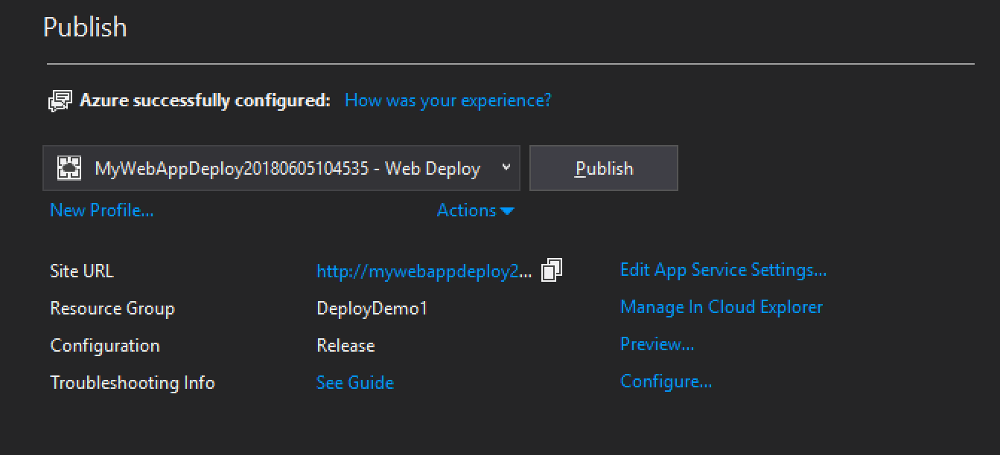 Publish
Azure successfully configured: How was your experience?
MyWebAppDeploy20180605104535 - Web Deploy Publish
New Profile... Actions
Site URL http://mywebappdeploy2... Edit App Service Settings...
Resource Group DeployDemo1 Manage In Cloud Explorer
Configuration Release Preview...
Troubleshooting Info See Guide Configure...